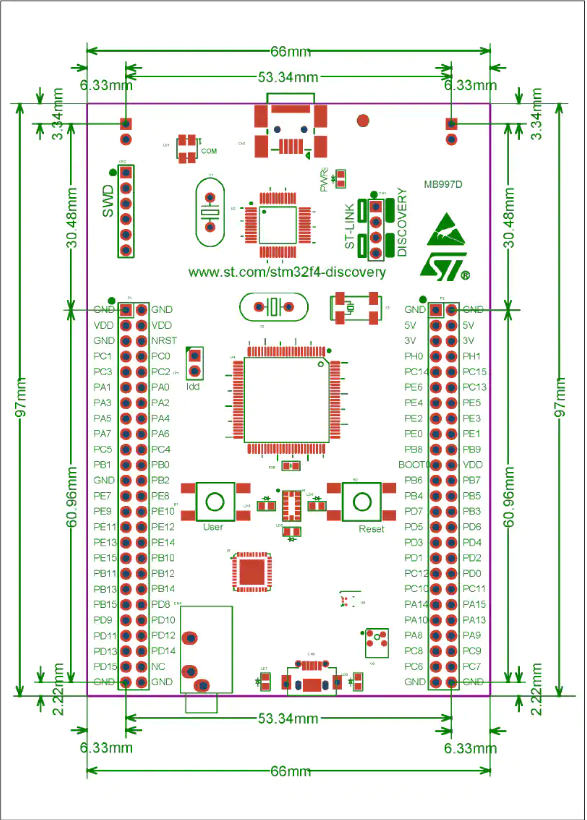 66mm
53.34mm
6.33mm
6.33mm
3.34mm
3.34mm
COM
PWR
MB997D
SWD
ST-LINK
DISCOVERY
30.48mm
30.48mm
www.st.com/stm32f4-discovery
ST®
GND GND GND GND
VDD VDD 5V 5V
GND NRST 3V 3V
PC1 PC0 PH0 PH1
PC3 PC2 PC14 PC15
PA1 PA0 PE6 PC13
Idd
PA3 PA2 PE4 PE5
PA5 PA4 PE2 PE3
PA7 PA6 PE0 PE1
PC5 PC4 PB8 PB9
PB1 PB0 BOOT0 VDD
GND PB2 PB6 PB7
PE7 PE8 PB4 PB5
PE9 PE10 PD7 PB3
PE11 PE12 PD5 PD6
User Reset
PE13 PE14 PD3 PD4
PE15 PB10 PD1 PD2
PB11 PB12 PC12 PD0
PB13 PB14 PC10 PC11
PB15 PD8 PA14 PA15
PD9 PD10 PA10 PA13
PD11 PD12 PA8 PA9
PD13 PD14 PC8 PC9
PD15 NC PC6 PC7
GND GND GND GND
97mm
97mm
60.96mm
60.96mm
2.22mm
2.22mm
53.34mm
6.33mm
6.33mm
66mm